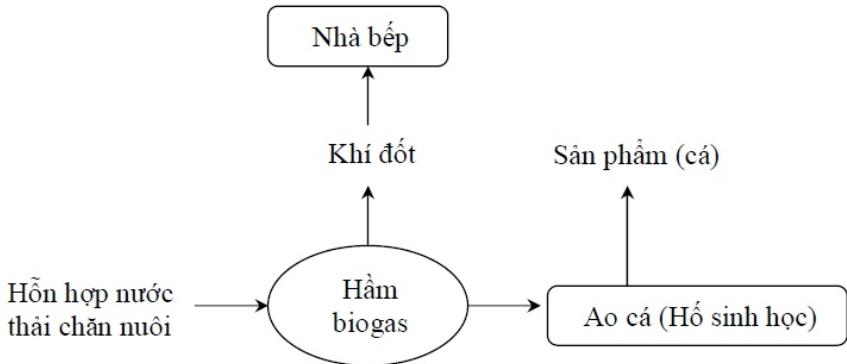 Nhà bếp
Khí đốt
Sản phẩm (cá)
Hỗn hợp nước
thải chăn nuôi
Hầm
biogas
Ao cá (Hố sinh học)